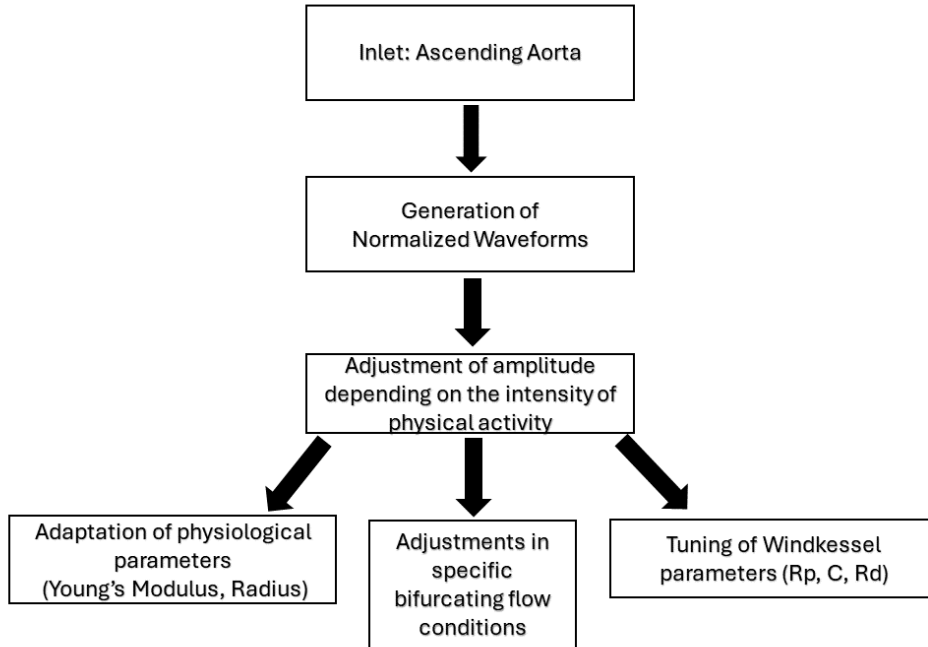 Inlet: Ascending Aorta
Generation of
Normalized Waveforms
Adjustment of amplitude
depending on the intensity of
physical activity
Adaptation of physiological
parameters
(Young's Modulus, Radius)
Adjustments in
specific
bifurcating flow
conditions
Tuning of Windkessel
parameters (Rp, C, Rd)